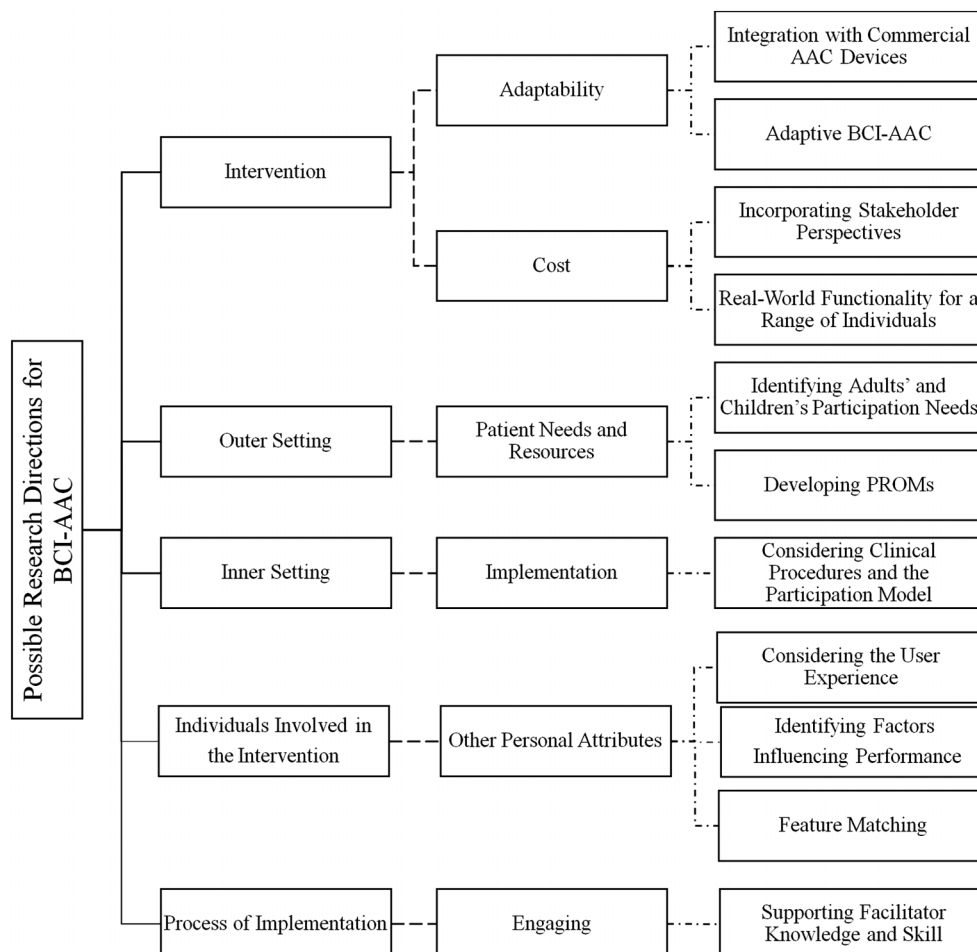 Possible Research Directions for
BCI-AAC
Intervention
Adaptability
Integration with Commercial
AAC Devices
Adaptive BCI-AAC
Cost
Incorporating Stakeholder
Perspectives
Real-World Functionality for a
Range of Individuals
Outer Setting
Patient Needs and
Resources
Identifying Adults’ and
Children’s Participation Needs
Developing PROMs
Inner Setting
Implementation
Considering Clinical
Procedures and the
Participation Model
Individuals Involved in
the Intervention
Other Personal Attributes
Considering the User
Experience
Identifying Factors
Influencing Performance
Feature Matching
Process of Implementation
Engaging
Supporting Facilitator
Knowledge and Skill